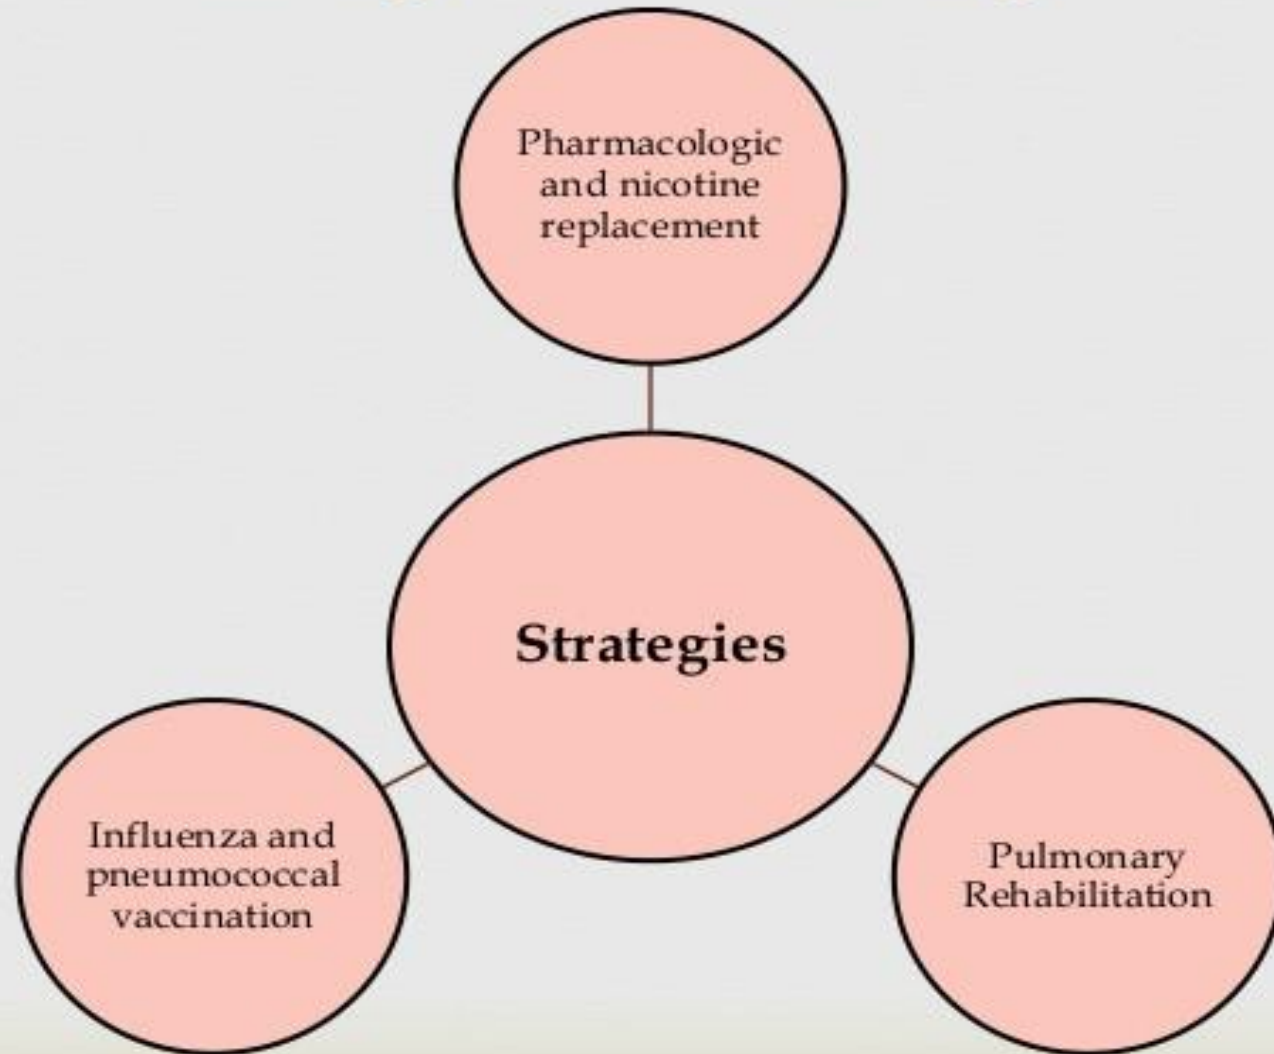 Pharmacologic
and nicotine
replacement
Strategies
Influenza and
pneumococcal
vaccination
Pulmonary
Rehabilitation